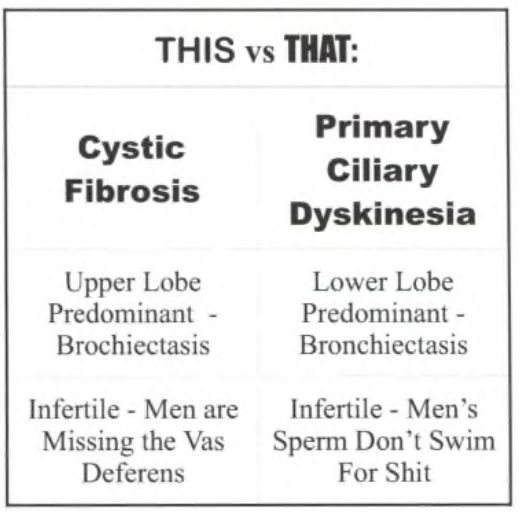 THIS vs THAT:
Cystic
Fibrosis
Primary
Ciliary
Dyskinesia
Upper Lobe
Predominant -
Brochiectasis
Lower Lobe
Predominant -
Bronchiectasis
Infertile - Men are
Missing the Vas
Deferens
Infertile - Men's
Sperm Don't Swim
For Shit